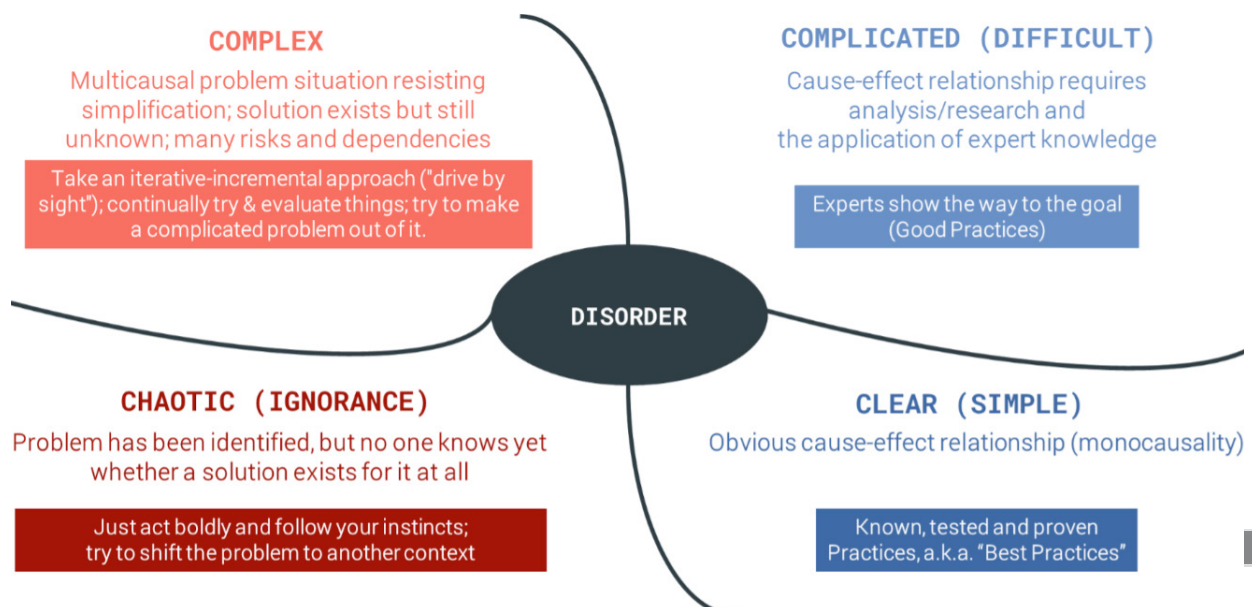 COMPLEX
Multicausal problem situation resisting
simplification; solution exists but still
unknown; many risks and dependencies
Take an iterative-incremental approach ("drive by
sight"); continually try & evaluate things; try to make
a complicated problem out of it.
COMPLICATED (DIFFICULT)
Cause-effect relationship requires
analysis/research and
the application of expert knowledge
Experts show the way to the goal
(Good Practices)
DISORDER
CHAOTIC (IGNORANCE)
Problem has been identified, but no one knows yet
whether a solution exists for it at all
Just act boldly and follow your instincts;
try to shift the problem to another context
CLEAR (SIMPLE)
Obvious cause-effect relationship (monocausality)
Known, tested and proven
Practices, a.k.a. “Best Practices”